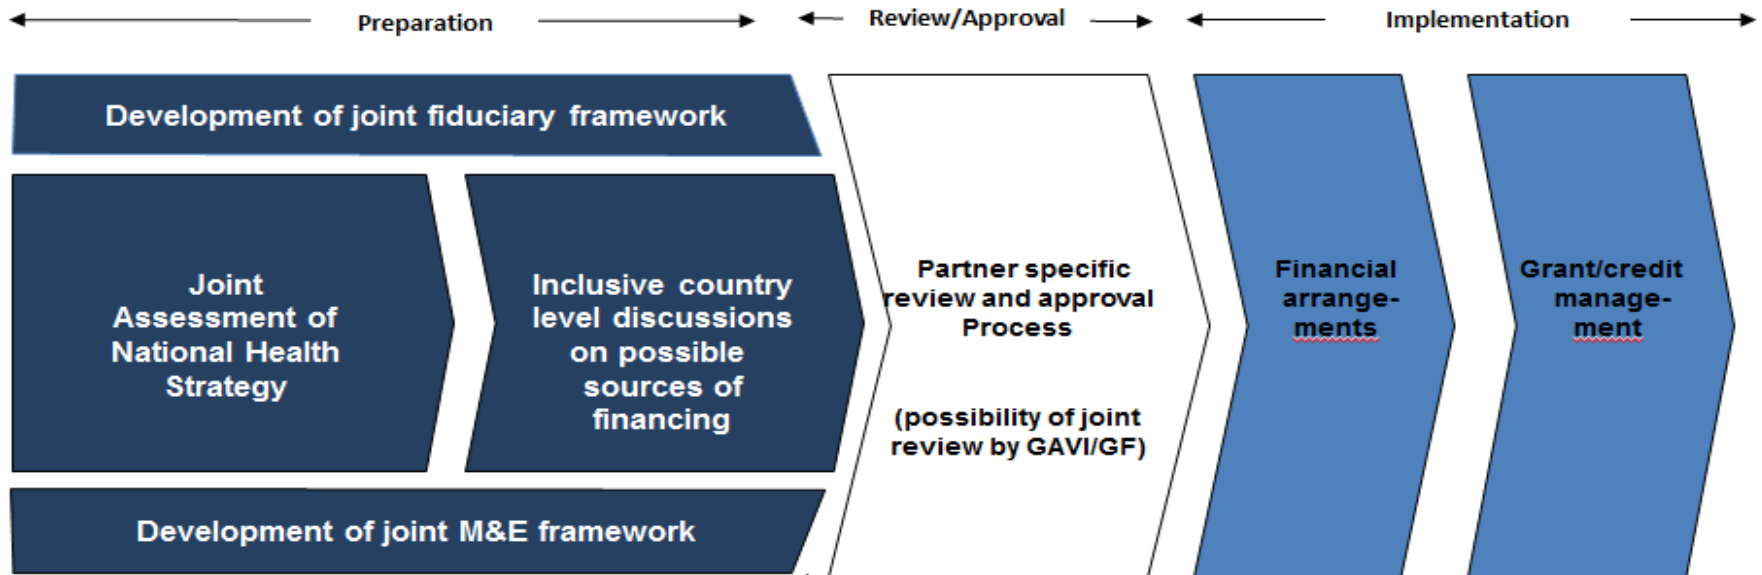 Preparation
Review/Approval
Implementation
Development of joint fiduciary framework
Joint
Assessment of
National Health
Strategy
Inclusive country
level discussions
on possible
sources of
financing
Development of joint M&E framework
Partner specific
review and approval
Process
(possibility of joint
review by GAVI/GF)
Financial
arrange-
ments
Grant/credit
manage-
ment